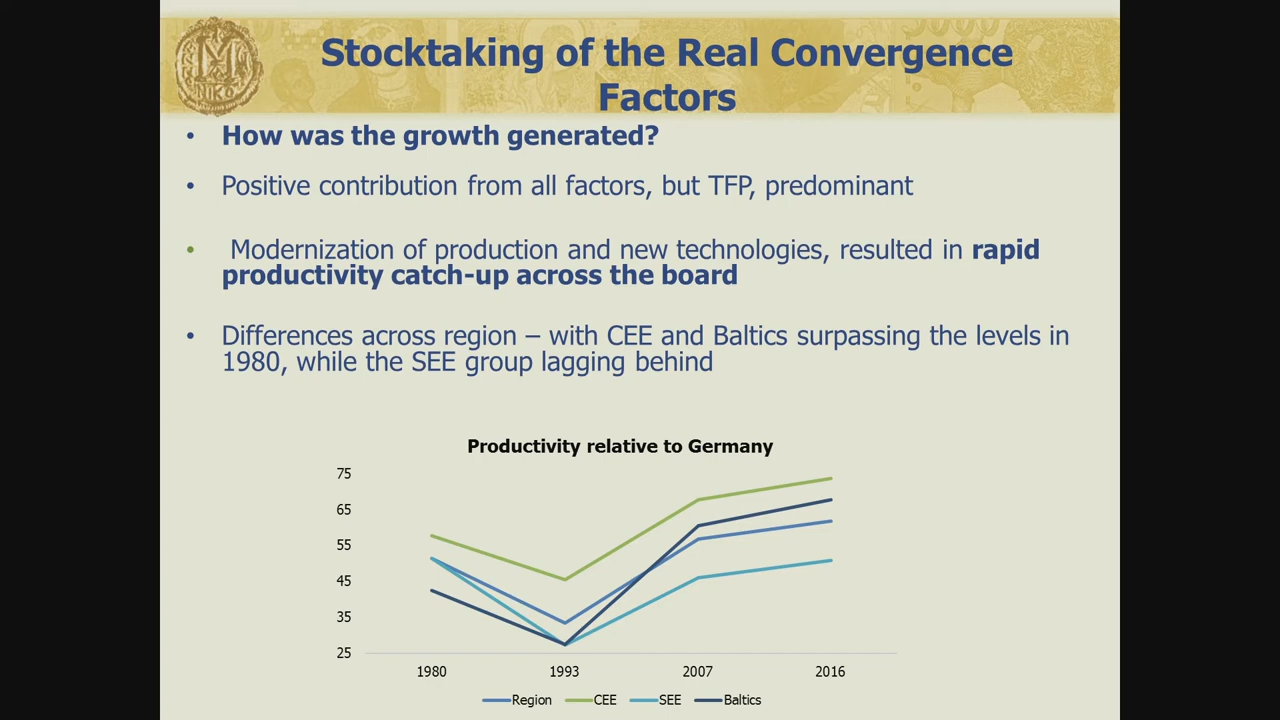 Stocktaking of the Real Convergence
Factors
• How was the growth generated?
• Positive contribution from all factors, but TFP, predominant
• Modernization of production and new technologies, resulted in rapid
productivity catch-up across the board
• Differences across region – with CEE and Baltics surpassing the levels in
1980, while the SEE group lagging behind
Productivity relative to Germany
75
65
55
45
35
25
1980 1993 2007 2016
Region CEE SEE Baltics